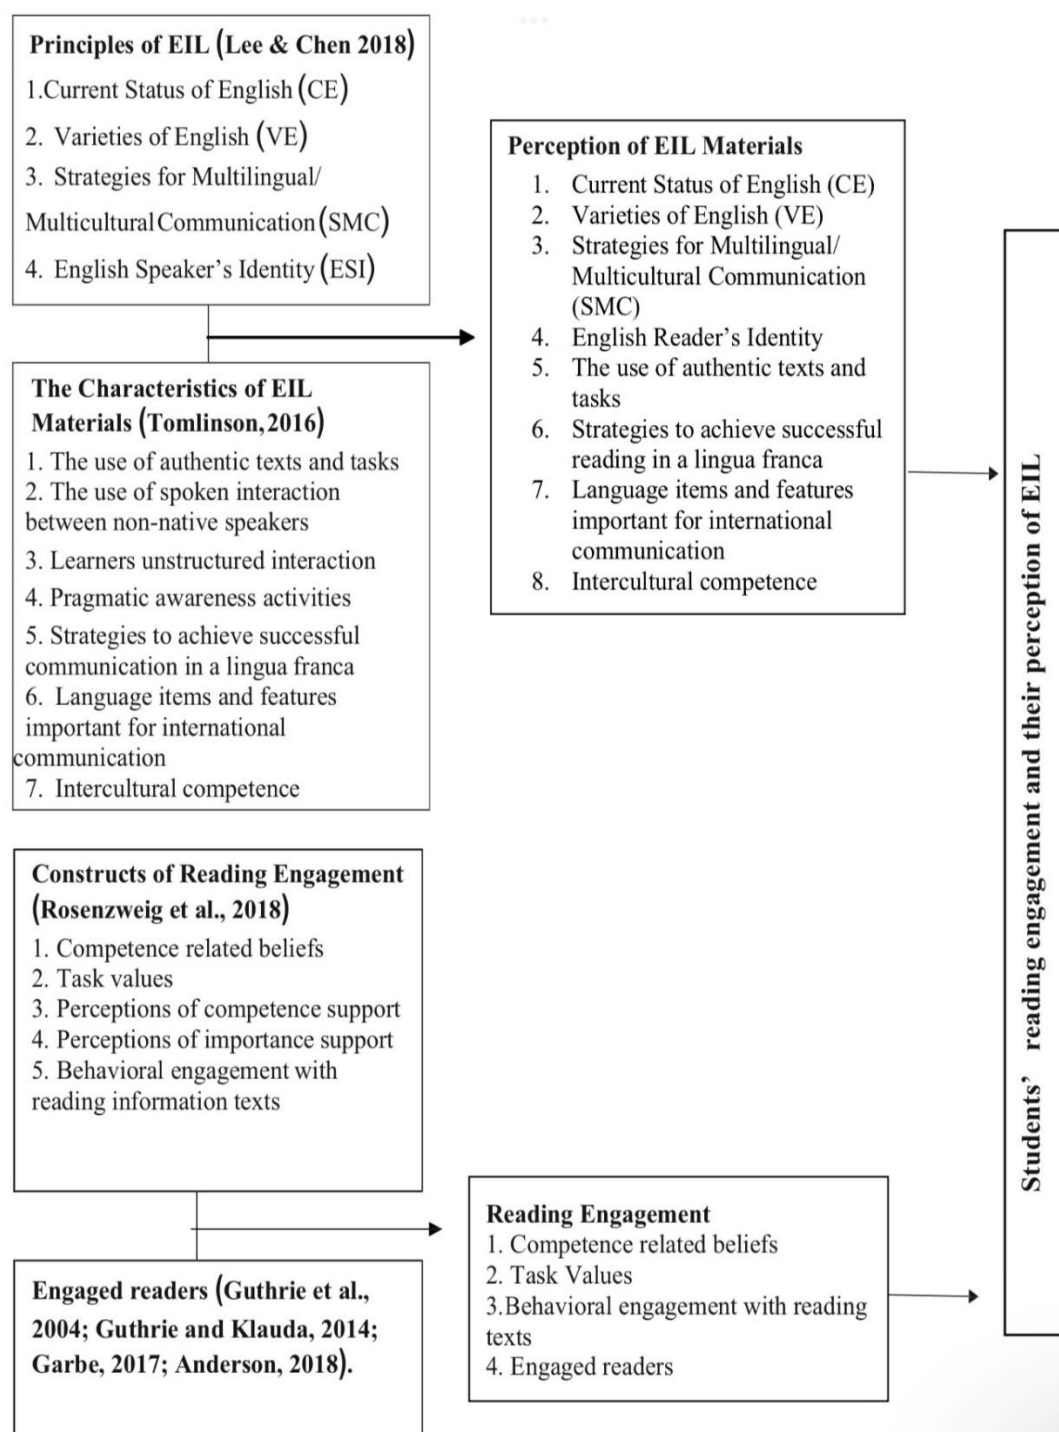 Principles of EIL (Lee & Chen 2018)
1.Current Status of English (CE)
2. Varieties of English (VE)
3. Strategies for Multilingual/
Multicultural Communication (SMC)
4. English Speaker's Identity (ESI)
The Characteristics of EIL
Materials (Tomlinson, 2016)
1. The use of authentic texts and tasks
2. The use of spoken interaction
between non-native speakers
3. Learners unstructured interaction
4. Pragmatic awareness activities
5. Strategies to achieve successful
communication in a lingua franca
6. Language items and features
important for international
communication
7. Intercultural competence
Perception of EIL Materials
1. Current Status of English (CE)
2. Varieties of English (VE)
3. Strategies for Multilingual/
Multicultural Communication
(SMC)
4. English Reader's Identity
5. The use of authentic texts and
tasks
6. Strategies to achieve successful
reading in a lingua franca
7. Language items and features
important for international
communication
8. Intercultural competence
Constructs of Reading Engagement
(Rosenzweig et al., 2018)
1. Competence related beliefs
2. Task values
3. Perceptions of competence support
4. Perceptions of importance support
5. Behavioral engagement with
reading information texts
Engaged readers (Guthrie et al.,
2004; Guthrie and Klauda, 2014;
Garbe, 2017; Anderson, 2018).
Reading Engagement
1. Competence related beliefs
2. Task Values
3.Behavioral engagement with reading
texts
4. Engaged readers
Students' reading engagement and their perception of EIL